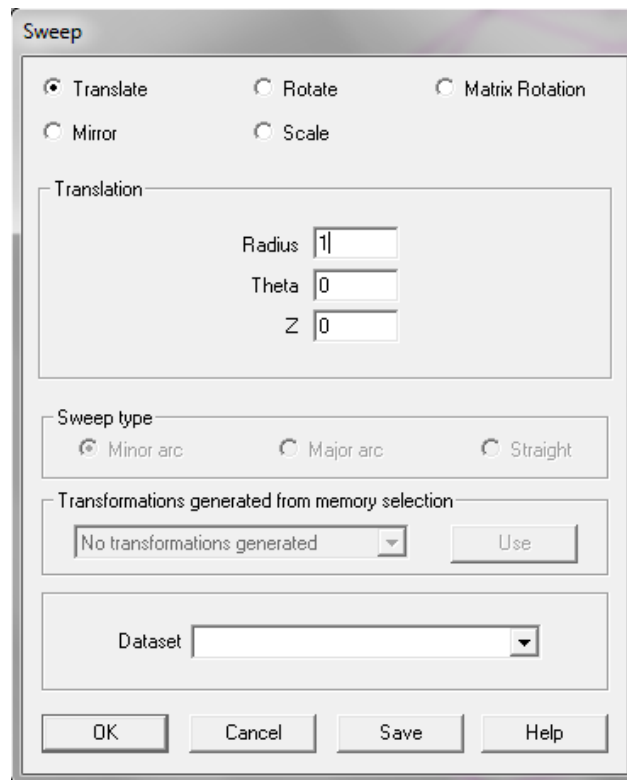 Sweep
Translate Rotate Matrix Rotation
Mirror Scale
Translation
Radius 1
Theta 0
Z 0
Sweep type
Minor arc Major arc Straight
Transformations generated from memory selection
No transformations generated Use
Dataset
OK Cancel Save Help